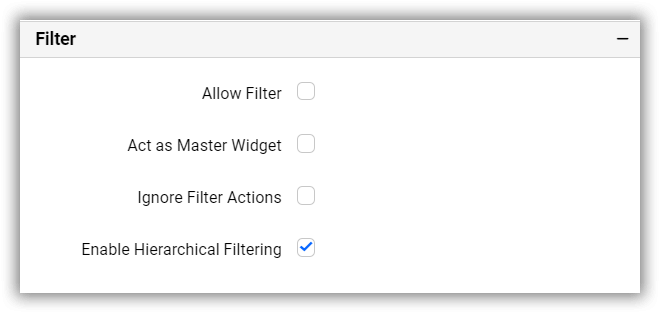 Filter
Allow Filter
Act as Master Widget
Ignore Filter Actions
Enable Hierarchical Filtering